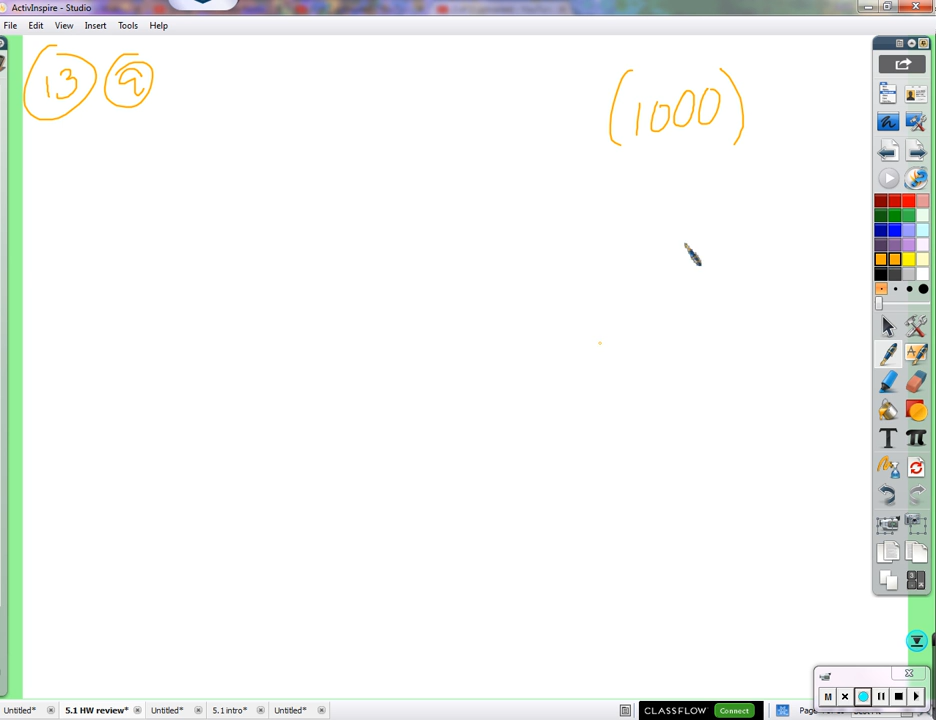 ActivInspire - Studio
File Edit View Insert Tools Help
13 a
(1000)
Untitled* 5.1 HW review* Untitled* 5.1 intro* Untitled* CLASSFLOW Connect